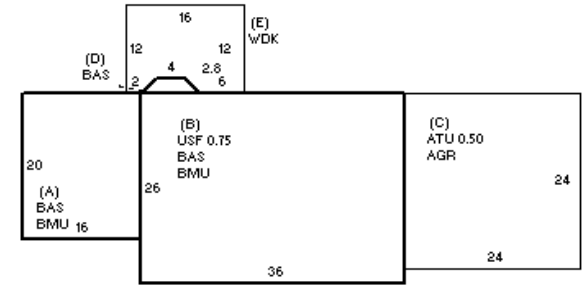 16
(E)
WDK
12
12
(D)
BAS
4
2.8
2
6
(B)
USF 0.75
BAS
BMU
(C)
ATU 0.50
AGR
20
26
24
(A)
BAS
BMU 16
24
36